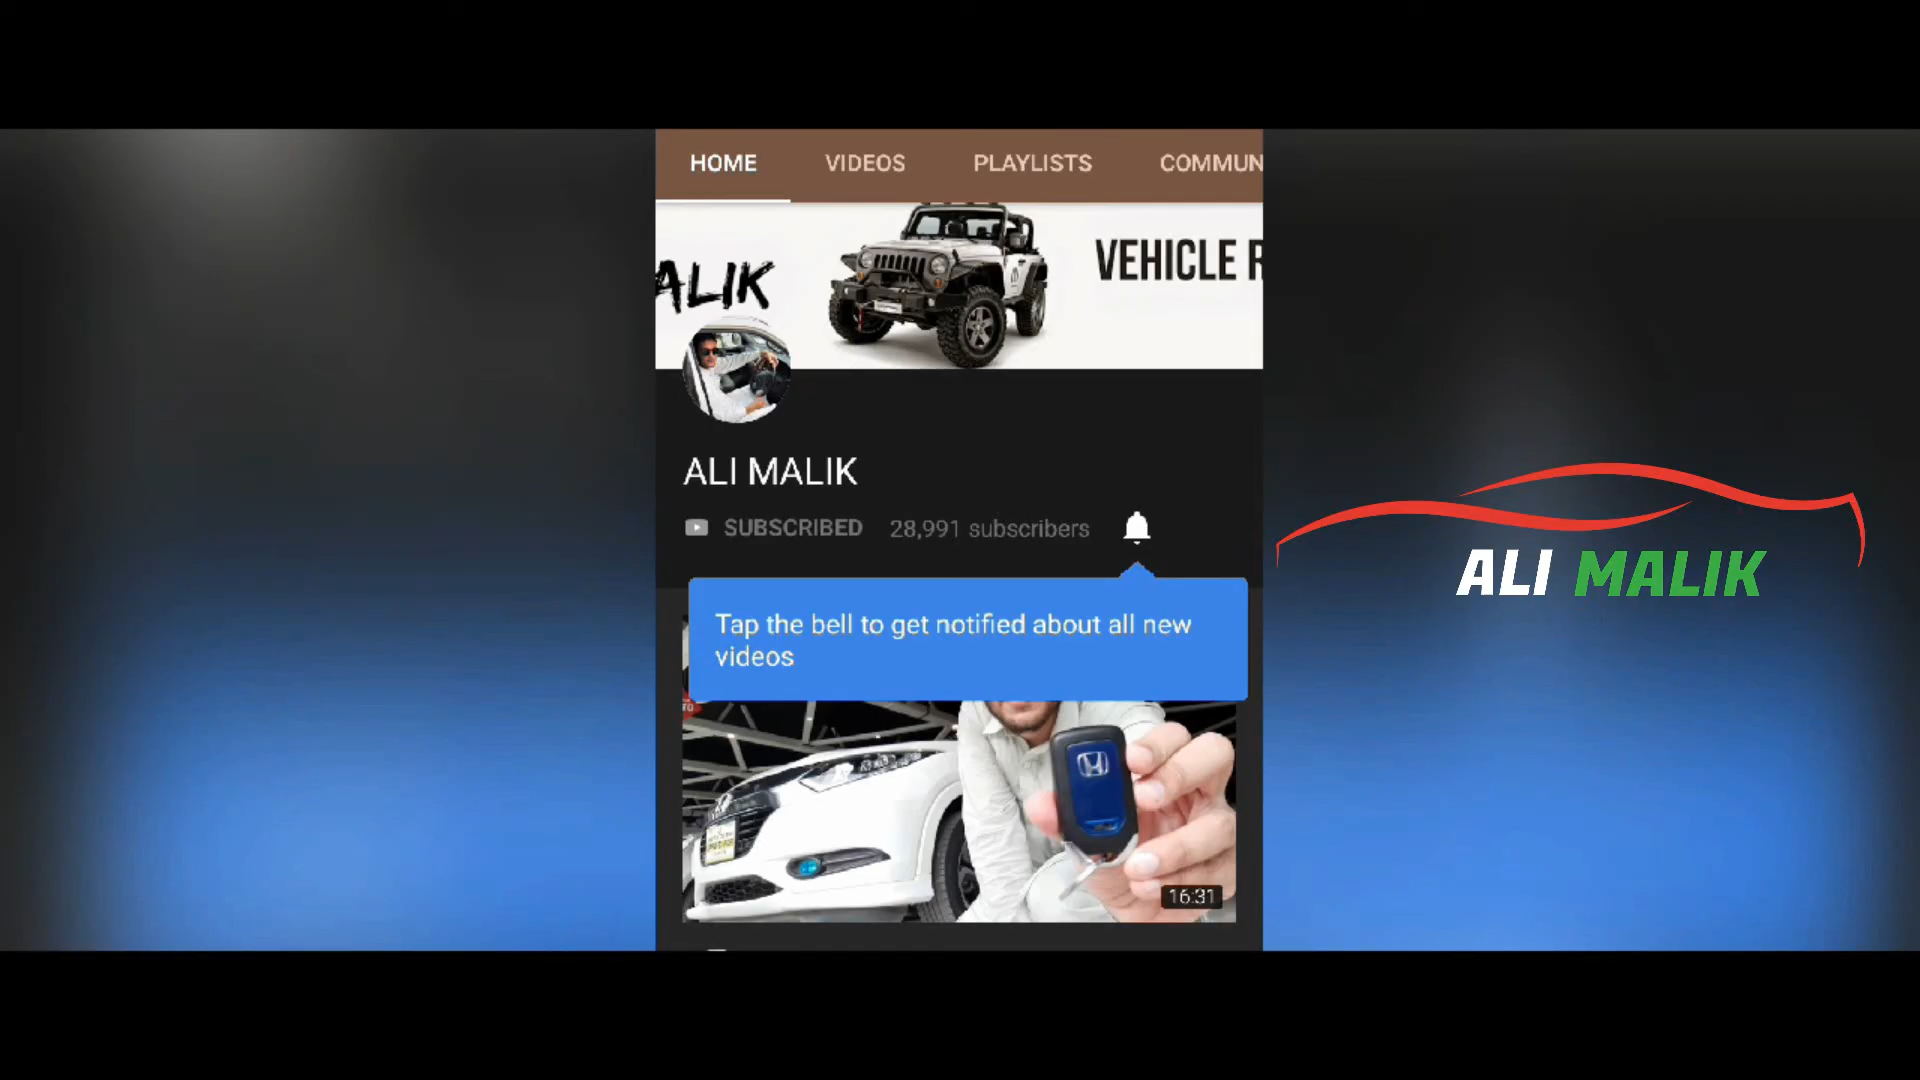 HOME VIDEOS PLAYLISTS COMMUN
ALIK
VEHICLE R
ALI MALIK
SUBSCRIBED 28,991 subscribers
Tap the bell to get notified about all new
videos
16:31
ALI MALIK